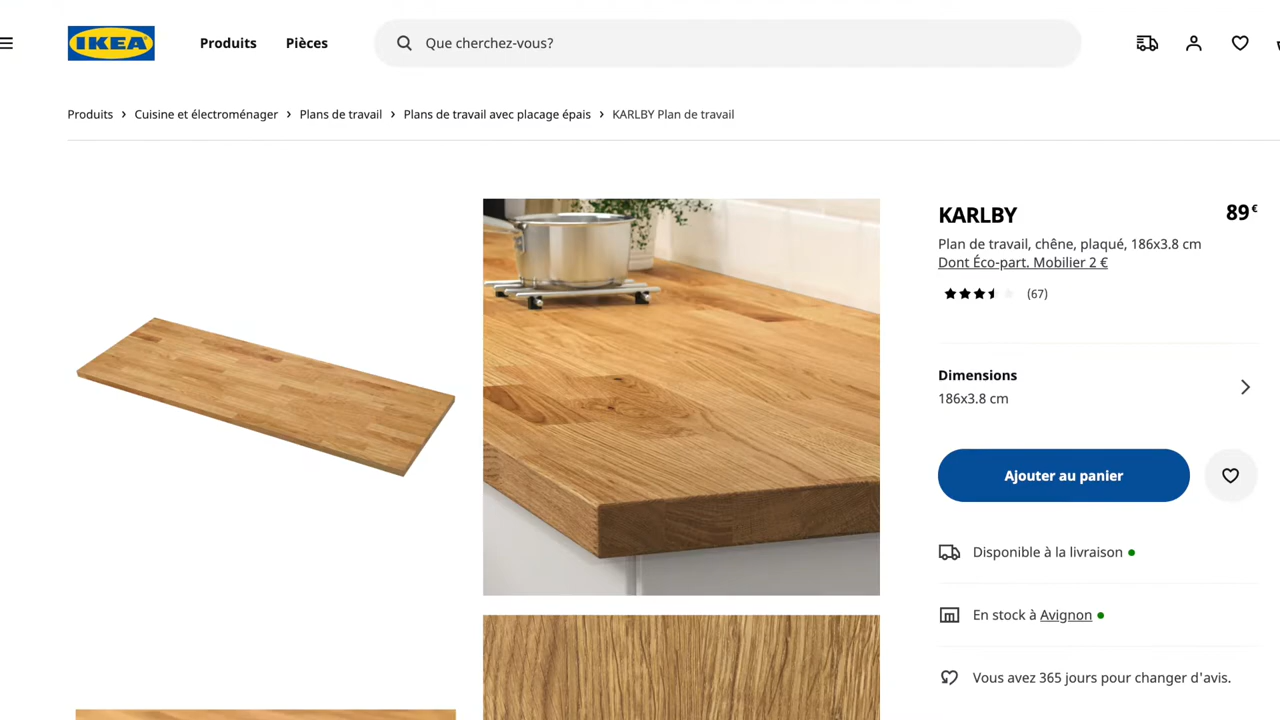 IKEA
Produits
Pièces
Que cherchez-vous?
Produits › Cuisine et électroménager › Plans de travail › Plans de travail avec placage épais › KARLBY Plan de travail
KARLBY
89€
Plan de travail, chêne, plaqué, 186x3.8 cm
Dont Éco-part. Mobilier 2 €
(67)
Dimensions
186x3.8 cm
Ajouter au panier
Disponible à la livraison
En stock à Avignon
Vous avez 365 jours pour changer d'avis.